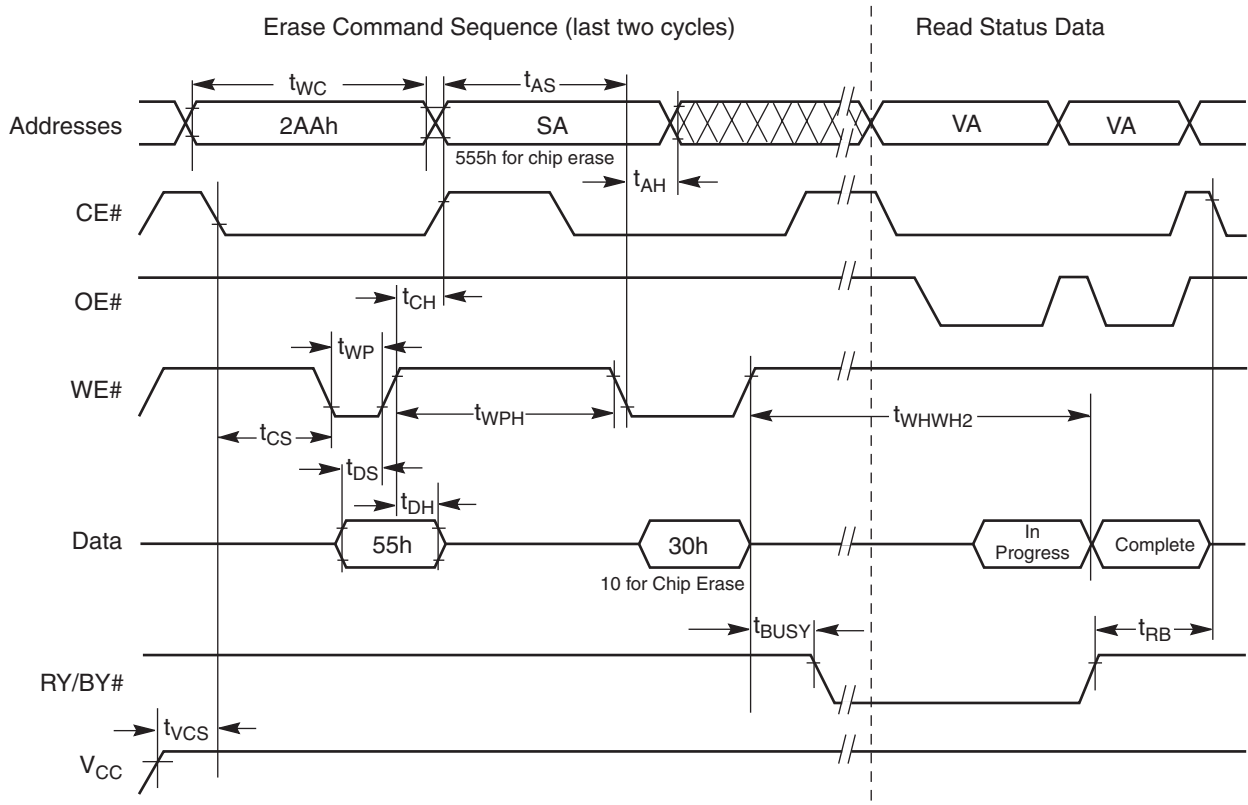 Erase Command Sequence (last two cycles)
Read Status Data
tWC
tAS
Addresses
2AAh
SA
VA
VA
555h for chip erase
tAH
CE#
OE#
tCH
tWP
WE#
tWPH
tWHWH2
tCS
tDS
tDH
Data
55h
30h
In
Progress
Complete
10 for Chip Erase
tBUSY
tRB
RY/BY#
tVCS
VCC